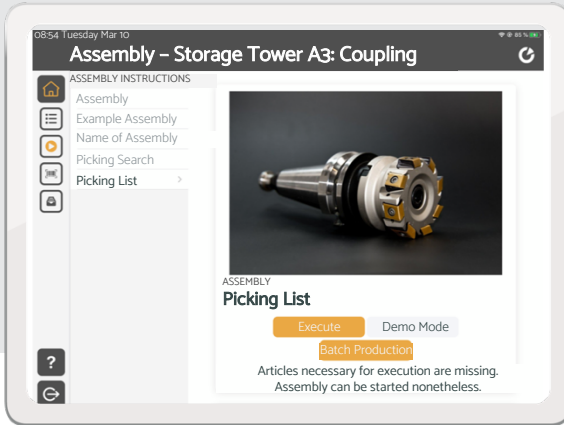 08:54 Tuesday Mar 10
85 %
Assembly – Storage Tower A3: Coupling
ASSEMBLY INSTRUCTIONS
Assembly
Example Assembly
Name of Assembly
Picking Search
Picking List
ASSEMBLY
Picking List
Execute
Demo Mode
Batch Production
Articles necessary for execution are missing.
Assembly can be started nonetheless.
?